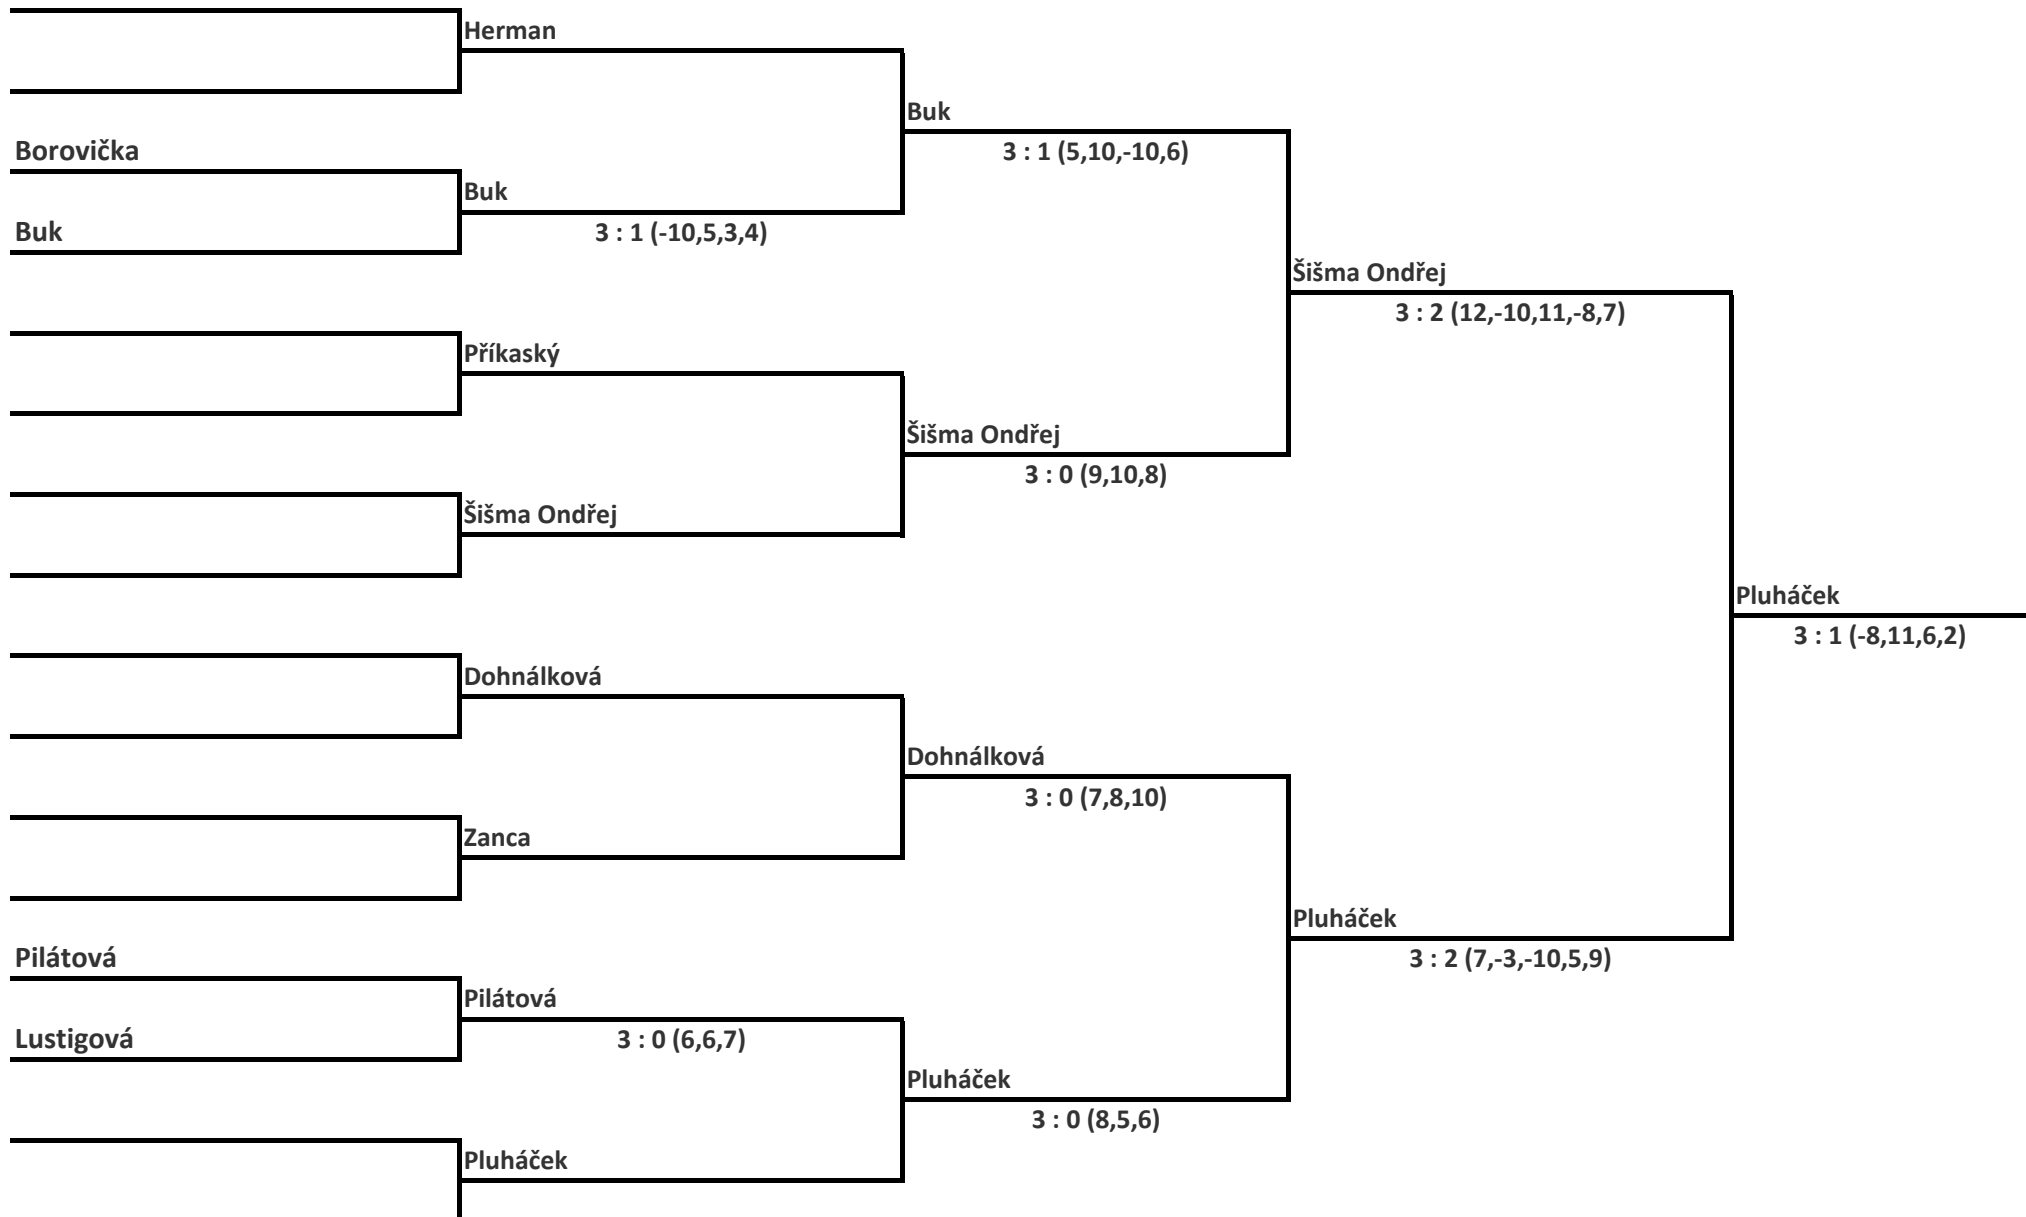 Herman
Buk
Borovička
3 : 1 (5,10,-10,6)
Buk
Buk
3 : 1 (-10,5,3,4)
Šišma Ondřej
3 : 2 (12,-10,11,-8,7)
Příkaský
Šišma Ondřej
3 : 0 (9,10,8)
Šišma Ondřej
Pluháček
3 : 1 (-8,11,6,2)
Dohnálková
Dohnálková
3 : 0 (7,8,10)
Zanca
Pluháček
Pilátová
3 : 2 (7,-3,-10,5,9)
Pilátová
Lustigová
3 : 0 (6,6,7)
Pluháček
3 : 0 (8,5,6)
Pluháček